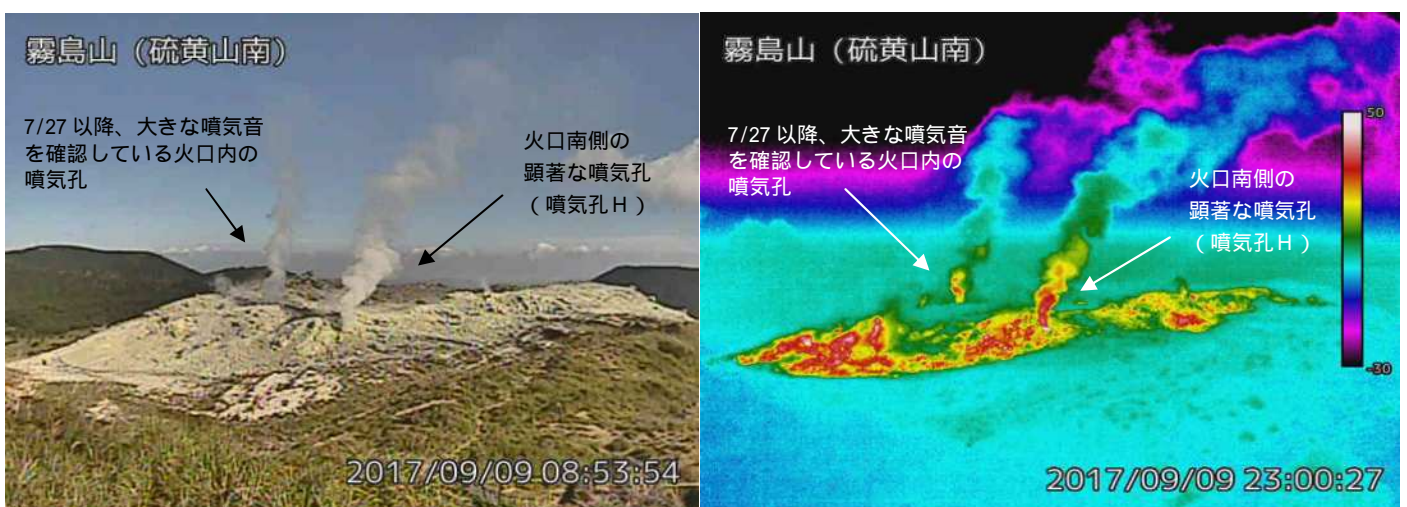 霧島山（硫黄山南）
7/27 以降、大きな噴気音
を確認している火口内の
噴気孔
火口南側の
顕著な噴気孔
（噴気孔Ｈ）
2017/09/09 08:53:54
霧島山（硫黄山南）
7/27 以降、大きな噴気音
を確認している火口内の
噴気孔
火口南側の
顕著な噴気孔
（噴気孔Ｈ）
50
-30
2017/09/09 23:00:27